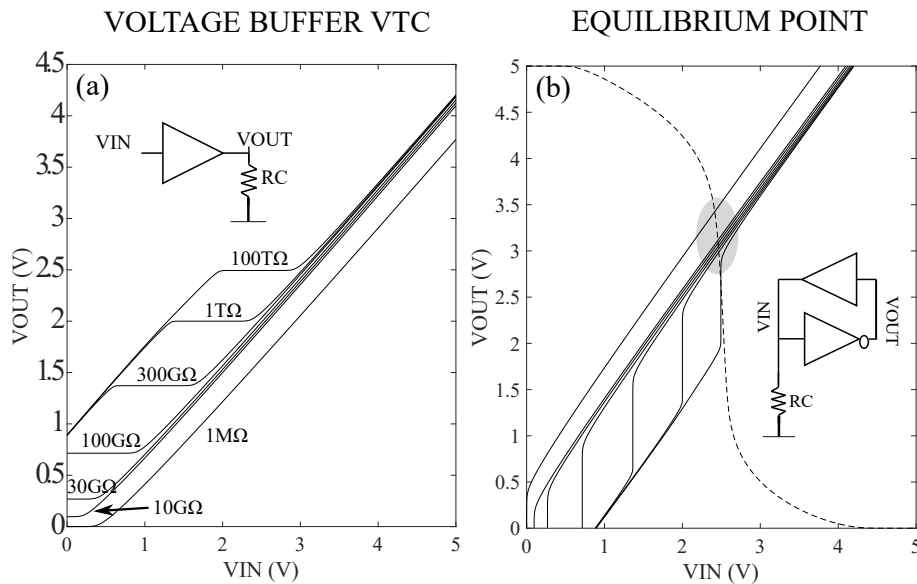 VOLTAGE BUFFER VTC
(a)
4.5
4
3.5
3
2.5
2
1.5
1
0.5
0
VOUT (V)
VIN
VOUT
RC
100TΩ
1TΩ
300GΩ
100GΩ
30GΩ
10GΩ
1MΩ
0 1 2 3 4 5
VIN (V)
EQUILIBRIUM POINT
(b)
5
4.5
4
3.5
3
2.5
2
1.5
1
0.5
0
VOUT (V)
VIN
VOUT
RC
0 1 2 3 4 5
VIN (V)